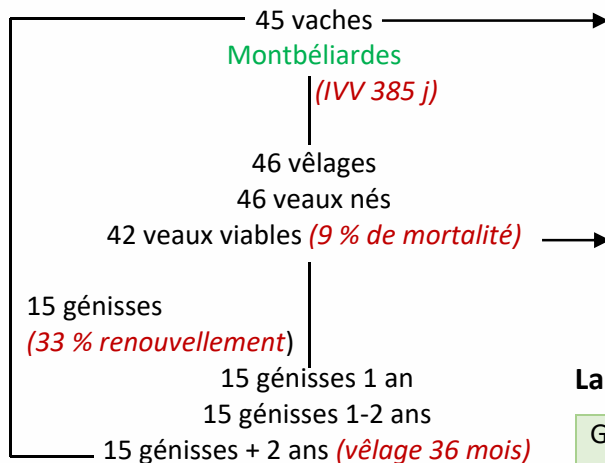 45 vaches
Montbéliardes
(IVV 385 j)
46 vêlages
46 veaux nés
42 veaux viables (9 % de mortalité)
15 génisses
(33 % renouvellement)
15 génisses 1 an
La
15 génisses 1-2 ans
G
15 génisses + 2 ans (vêlage 36 mois)